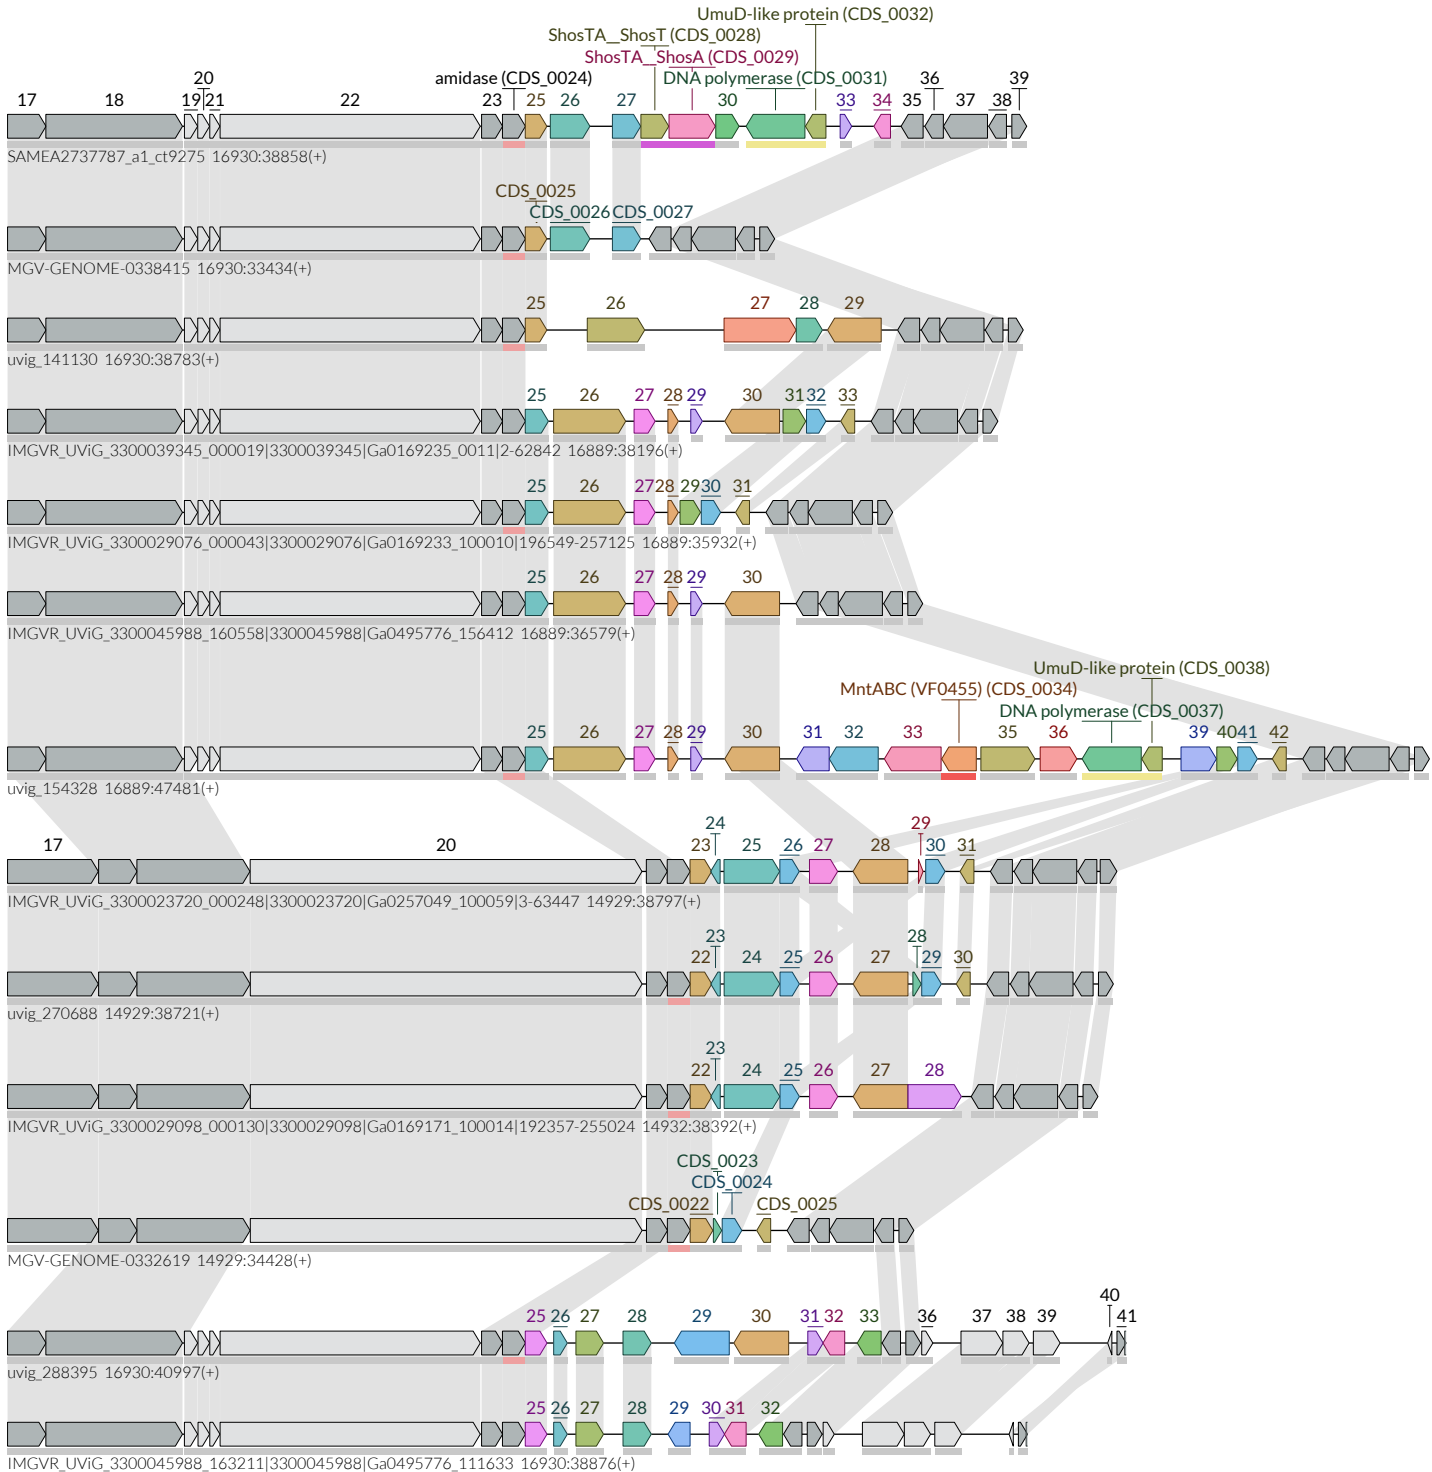 UmuD-like protein (CDS_0032)
ShosTA__ShosT (CDS_0028)
ShosTA__ShosA (CDS_0029)
20 amidase (CDS_0024) DNA polymerase (CDS_0031) 36 39
17 18 19 21 22 23 25 26 27 30 33 34 35 37 38
SAMEA2737787_a1_ct9275 16930:38858(+)
CDS_0025
CDS_0026 CDS_0027
MGV-GENOME-0338415 16930:33434(+)
25 26 27 28 29
uvig_141130 16930:38783(+)
25 26 27 28 29 30 31 32 33
IMGVR_UViG_3300039345_000019|3300039345|Ga0169235_0011|2-62842 16889:38196(+)
25 26 27 28 29 30 31
IMGVR_UViG_3300029076_000043|3300029076|Ga0169233_100010|196549-257125 16889:35932(+)
25 26 27 28 29 30
IMGVR_UViG_3300045988_160558|3300045988|Ga0495776_156412 16889:36579(+)
UmuD-like protein (CDS_0038)
MntABC (VF0455) (CDS_0034)
DNA polymerase (CDS_0037)
25 26 27 28 29 30 31 32 33 35 36 39 40 41 42
uvig_154328 16889:47481(+)
24 29
17 20 23 25 26 27 28 30 31
IMGVR_UViG_3300023720_000248|3300023720|Ga0257049_100059|3-63447 14929:38797(+)
23 28
22 24 25 26 27 29 30
uvig_270688 14929:38721(+)
23
22 24 25 26 27 28
IMGVR_UViG_3300029098_000130|3300029098|Ga0169171_100014|192357-255024 14932:38392(+)
CDS_0023
CDS_0024
CDS_0022 CDS_0025
MGV-GENOME-0332619 14929:34428(+)
40
25 26 27 28 29 30 31 32 33 36 37 38 39 41
uvig_288395 16930:40997(+)
25 26 27 28 29 30 31 32
IMGVR_UViG_3300045988_163211|3300045988|Ga0495776_111633 16930:38876(+)